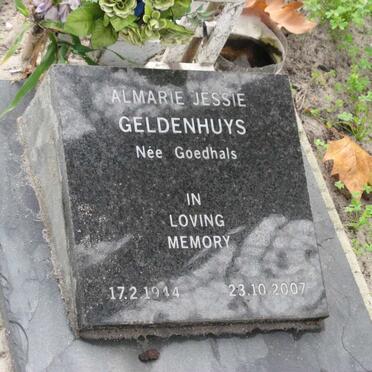 ALMARIE JESSIE
GELDENHUYS
Née Goedhals
IN
LOVING
MEMORY
17.2.1944 23.10.2007